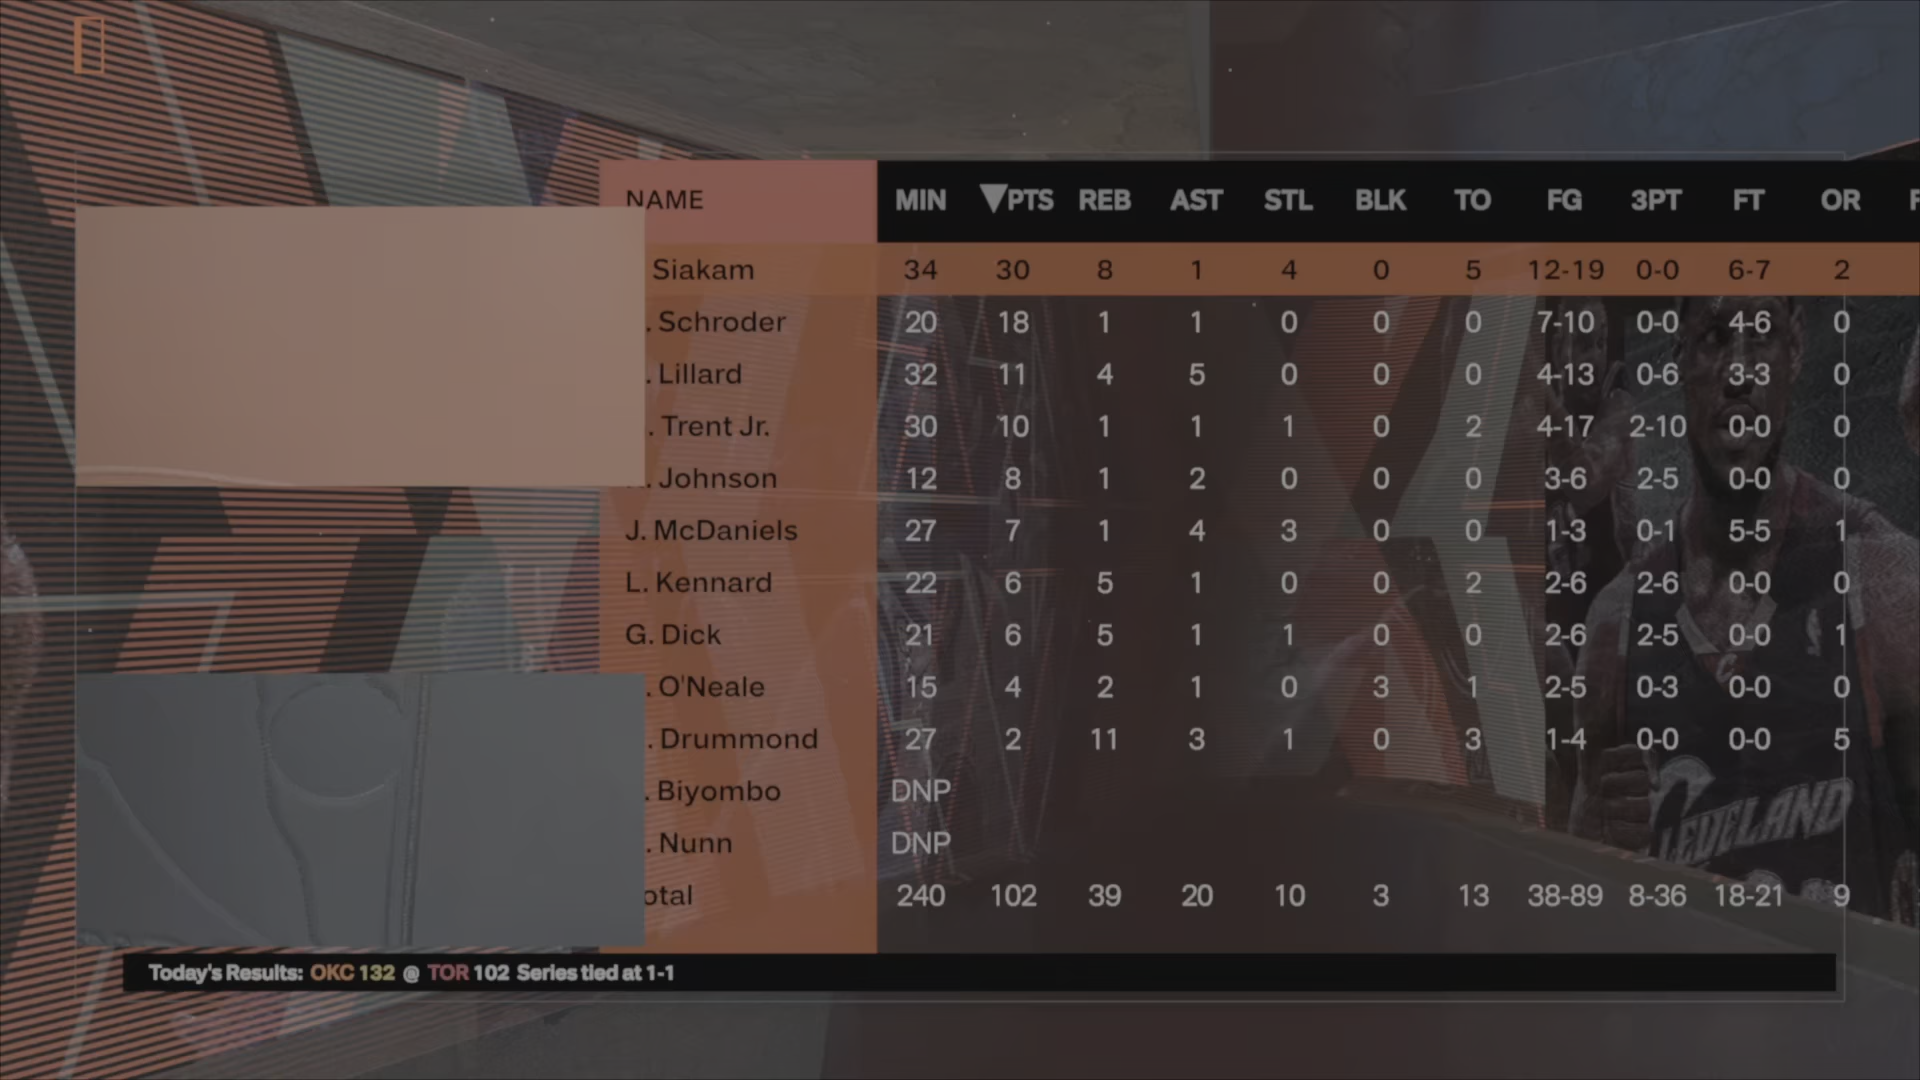 NAME MIN ▼PTS REB AST STL BLK TO FG 3PT FT OR
Siakam 34 30 8 1 4 0 5 12-19 0-0 6-7 2
. Schroder 20 18 1 1 0 0 0 7-10 0-0 4-6 0
. Lillard 32 11 4 5 0 0 0 4-13 0-6 3-3 0
. Trent Jr. 30 10 1 1 1 0 2 4-17 2-10 0-0 0
. Johnson 12 8 1 2 0 0 0 3-6 2-5 0-0 0
J. McDaniels 27 7 1 4 3 0 0 1-3 0-1 5-5 1
L. Kennard 22 6 5 1 0 0 2 2-6 2-6 0-0 0
G. Dick 21 6 5 1 1 0 0 2-6 2-5 0-0 1
. O'Neale 15 4 2 1 0 3 1 2-5 0-3 0-0 0
. Drummond 27 2 11 3 1 0 3 1-4 0-0 0-0 5
. Biyombo DNP
. Nunn DNP
otal 240 102 39 20 10 3 13 38-89 8-36 18-21 9
CLEVELAND
Today's Results: OKC 132 @ TOR 102 Series tied at 1-1